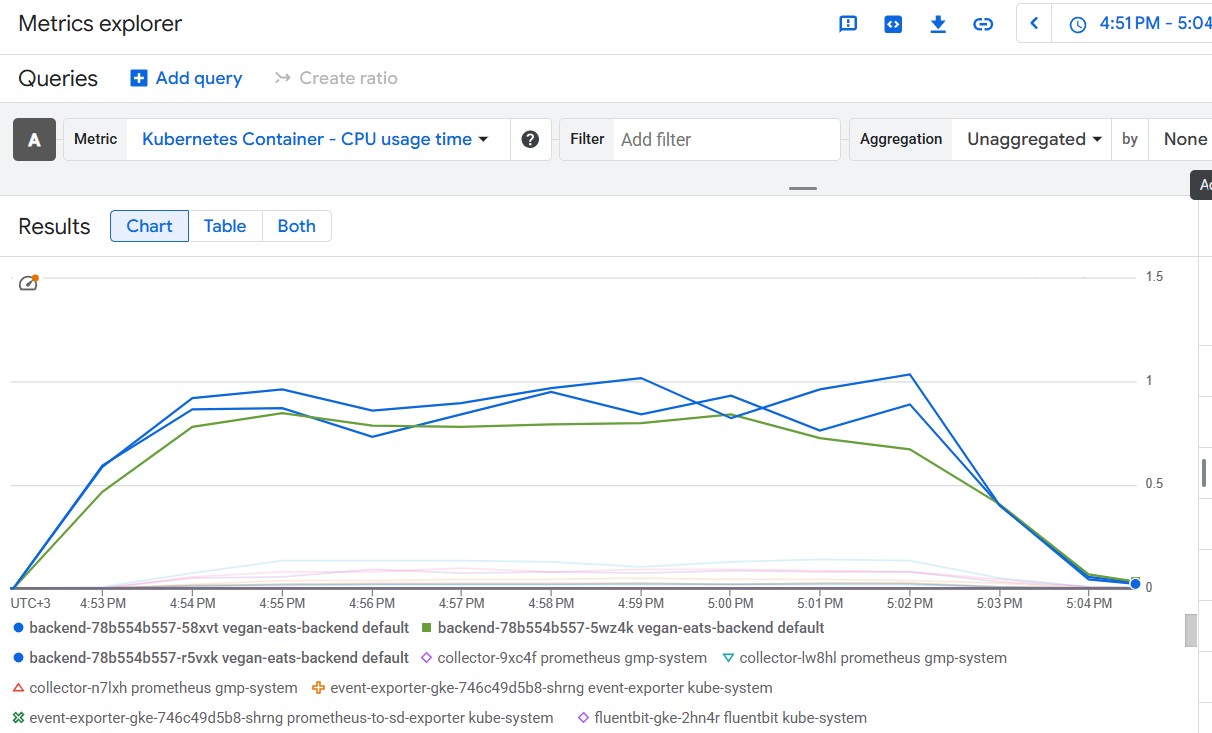 Metrics explorer
4:51 PM - 5:04
Queries Add query Create ratio
A Metric Kubernetes Container - CPU usage time ? Filter Add filter Aggregation Unaggregated by None
Results Chart Table Both
1.5
1
0.5
0
UTC+3 4:53 PM 4:54 PM 4:55 PM 4:56 PM 4:57 PM 4:58 PM 4:59 PM 5:00 PM 5:01 PM 5:02 PM 5:03 PM 5:04 PM
backend-78b554b557-58xvt vegan-eats-backend default backend-78b554b557-5wz4k vegan-eats-backend default
backend-78b554b557-r5vxk vegan-eats-backend default collector-9xc4f prometheus gmp-system collector-lw8hl prometheus gmp-system
collector-n7lxh prometheus gmp-system event-exporter-gke-746c49d5b8-shrng event-exporter kube-system
event-exporter-gke-746c49d5b8-shrng prometheus-to-sd-exporter kube-system fluentbit-gke-2hn4r fluentbit kube-system